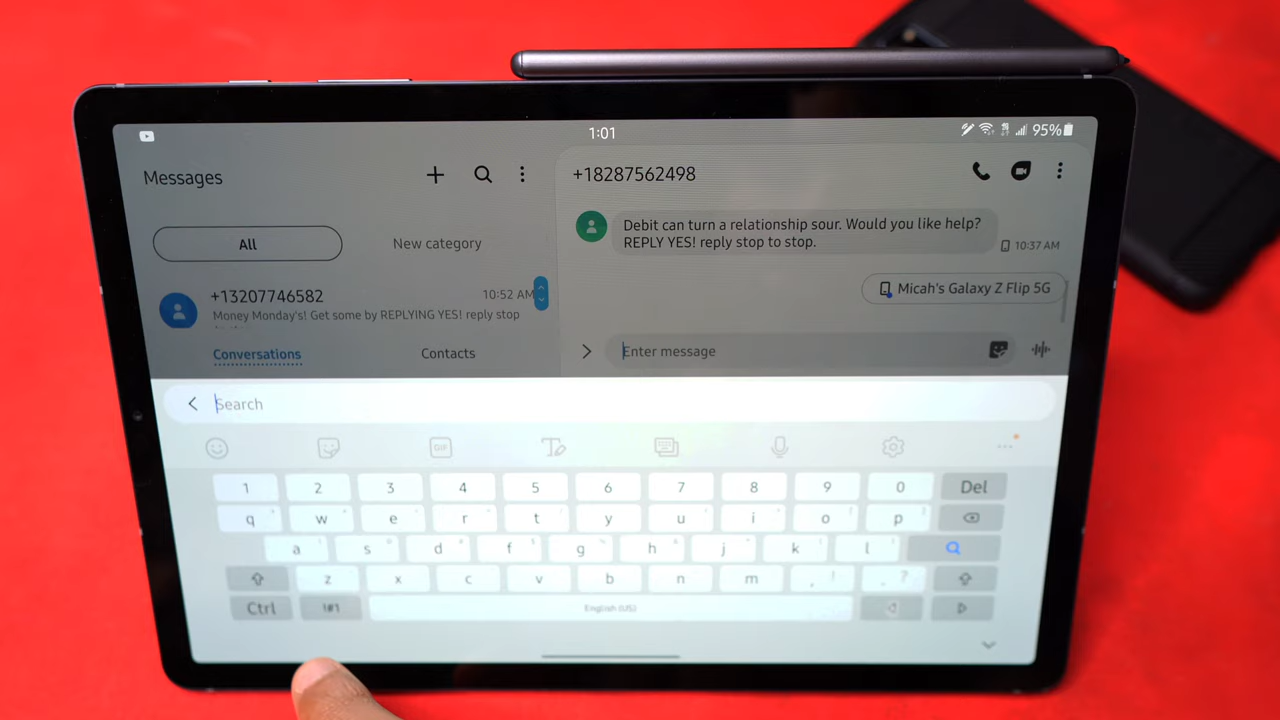 1:01
95%
Messages
+18287562498
All
New category
Debit can turn a relationship sour. Would you like help?
REPLY YES! reply stop to stop.
10:37 AM
+13207746582
10:52 AM
Money Monday's! Get some by REPLYING YES! reply stop
Micah's Galaxy Z Flip 5G
Conversations
Contacts
Enter message
Search
GIF
1 2 3 4 5 6 7 8 9 0 Del
q w e r t y u i o p
a s d f g h j k l
z x c v b n m , ! . ?
Ctrl !#1 English (US)